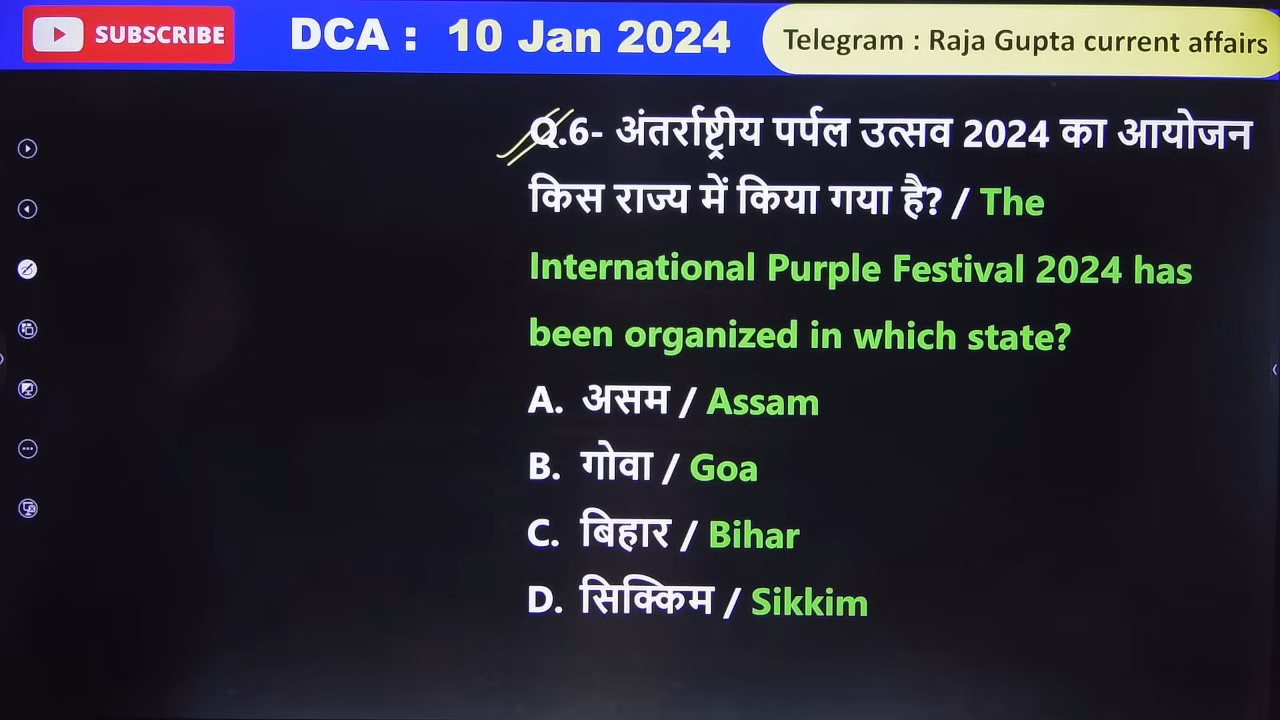 SUBSCRIBE
DCA : 10 Jan 2024
Telegram : Raja Gupta current affairs
Q.6- अंतर्राष्ट्रीय पर्पल उत्सव 2024 का आयोजन
किस राज्य में किया गया है? / The
International Purple Festival 2024 has
been organized in which state?
A. असम / Assam
B. गोवा / Goa
C. बिहार / Bihar
D. सिक्किम / Sikkim